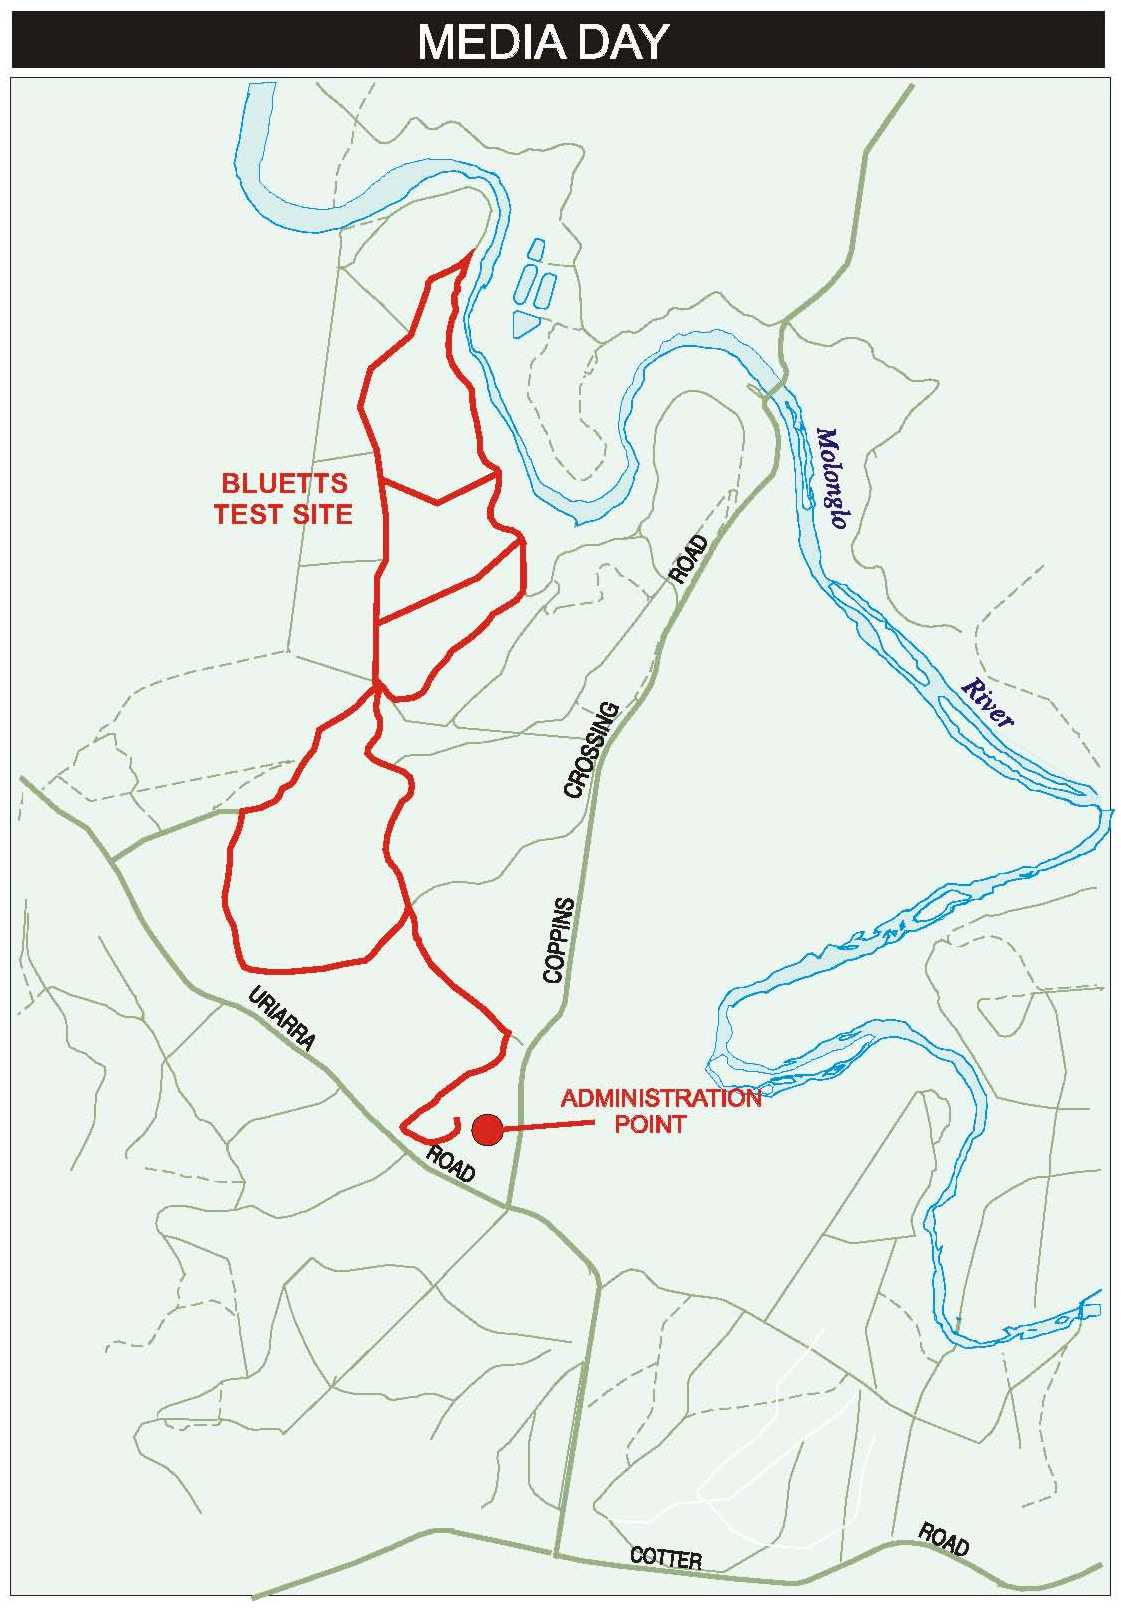 MEDIA DAY
Molonglo
River
BLUETTS
TEST SITE
ROAD
CROSSING
COPPINS
URIARRA
ROAD
ADMINISTRATION
POINT
COTTER
ROAD